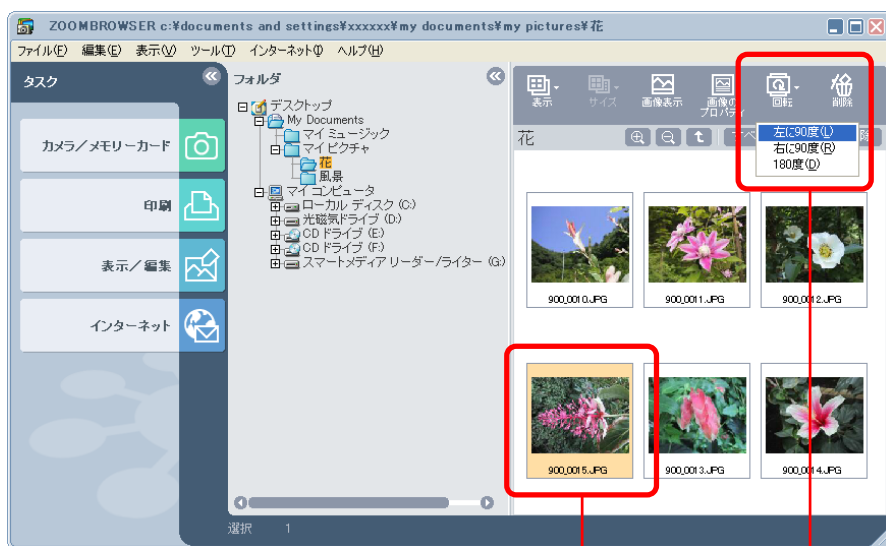 ZOOMBROWSER c:¥documents and settings¥xxxxxx¥my documents¥my pictures¥花
ファイル(F) 編集(E) 表示(V) ツール(T) インターネット(I) ヘルプ(H)
タスク
カメラ/メモリーカード
印刷
表示/編集
インターネット
フォルダ
デスクトップ
My Documents
マイ ミュージック
マイ ピクチャ
花
風景
マイ コンピュータ
ローカル ディスク (C:)
光磁気ドライブ (D:)
CD ドライブ (E:)
CD ドライブ (F:)
スマートメディア リーダー/ライター (G:)
表示 サイズ 画像表示 画像のプロパティ 回転 削除
花
左に90度(L)
右に90度(R)
180度(D)
900_0010.JPG 900_0011.JPG 900_0012.JPG
900_0015.JPG 900_0013.JPG 900_0014.JPG
選択 1